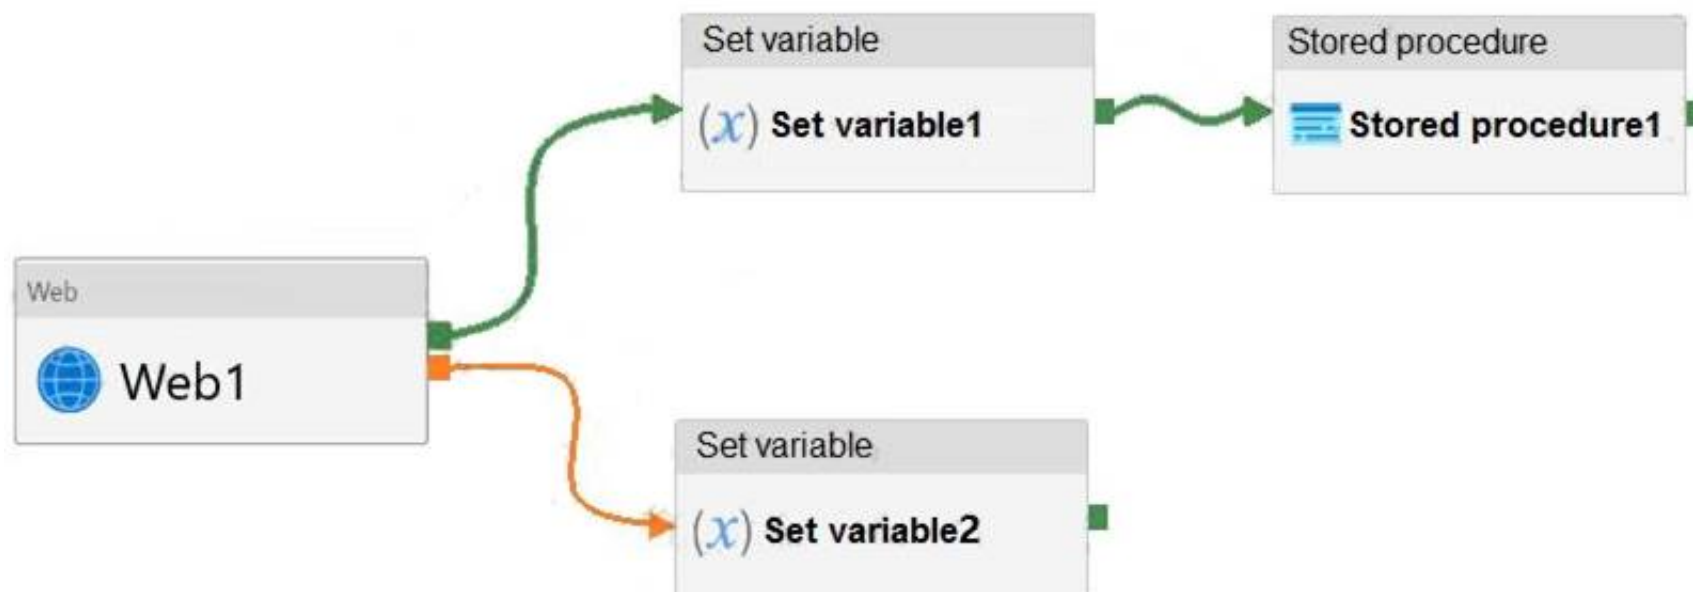 Set variable
(x) Set variable1
Stored procedure
Stored procedure1
Web
Web1
Set variable
(x) Set variable2